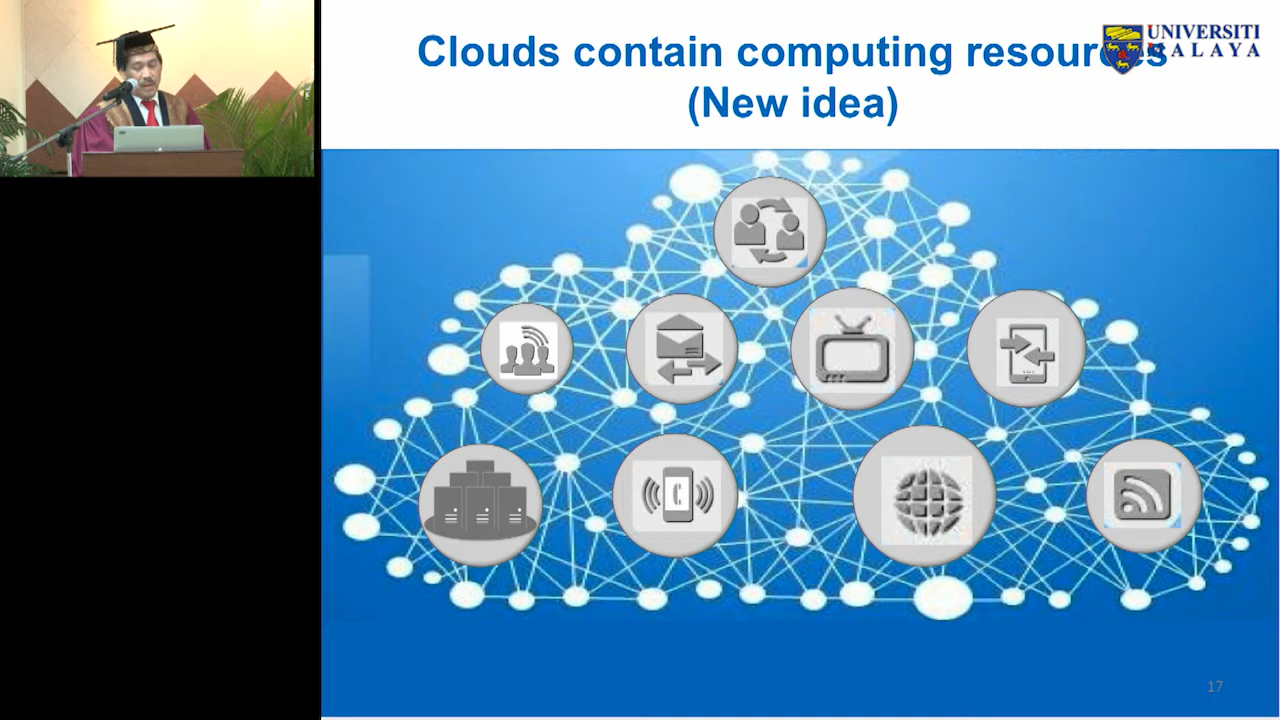 Clouds contain computing resources
(New idea)
UNIVERSITI
MALAYA
17